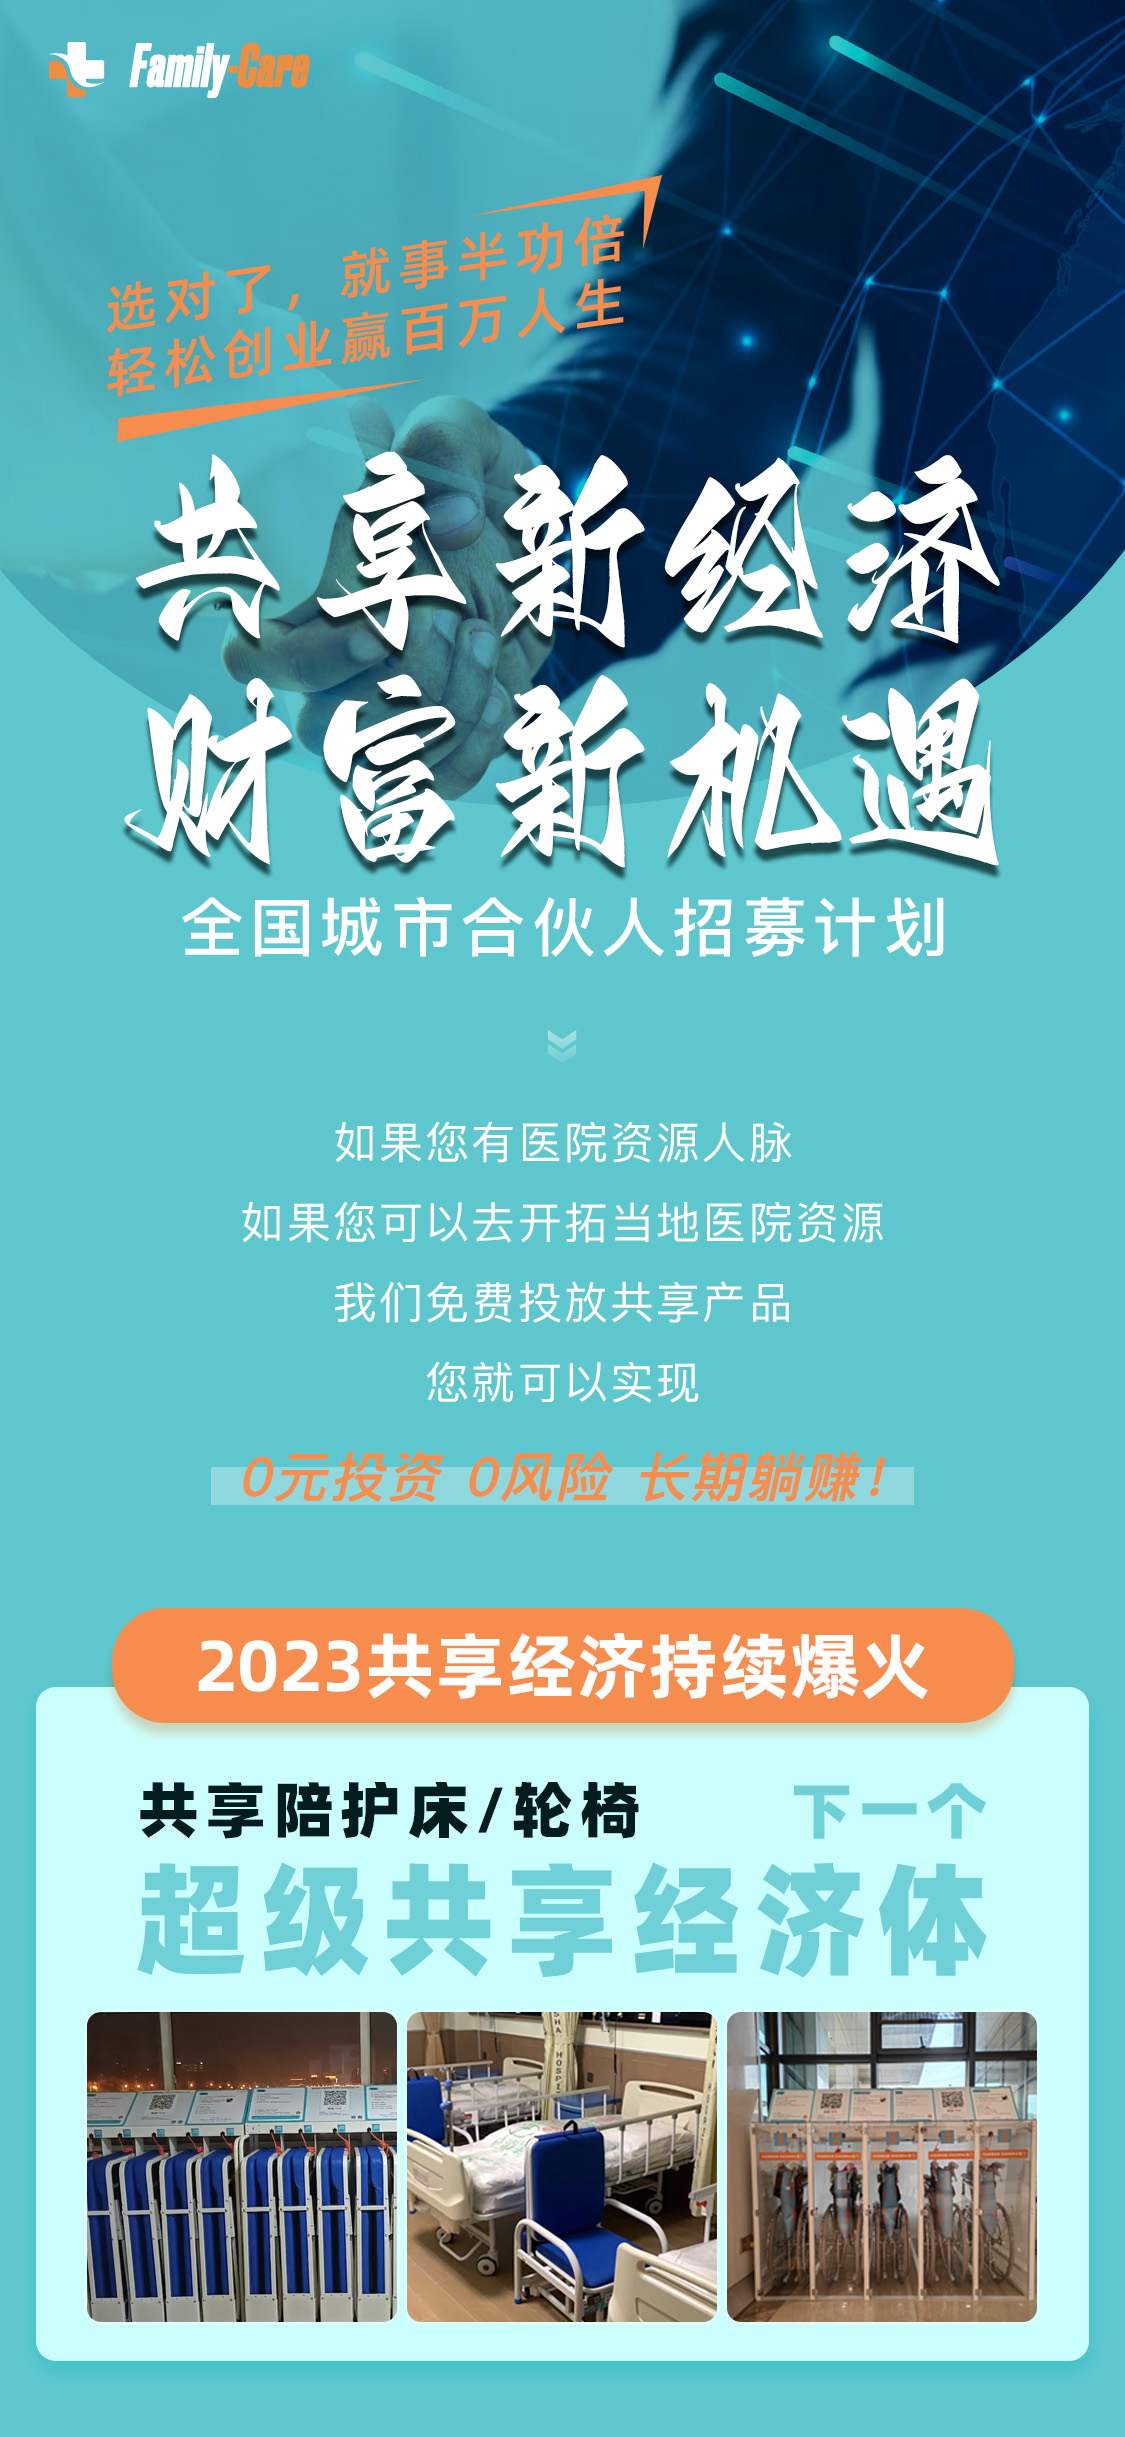 Family-Care
选对了，就事半功倍
轻松创业赢百万人生
共享新经济
财富新机遇
全国城市合伙人招募计划
如果您有医院资源人脉
如果您可以去开拓当地医院资源
我们免费投放共享产品
您就可以实现
0元投资 0风险 长期躺赚！
2023共享经济持续爆火
共享陪护床/轮椅 下一个
超级共享经济体